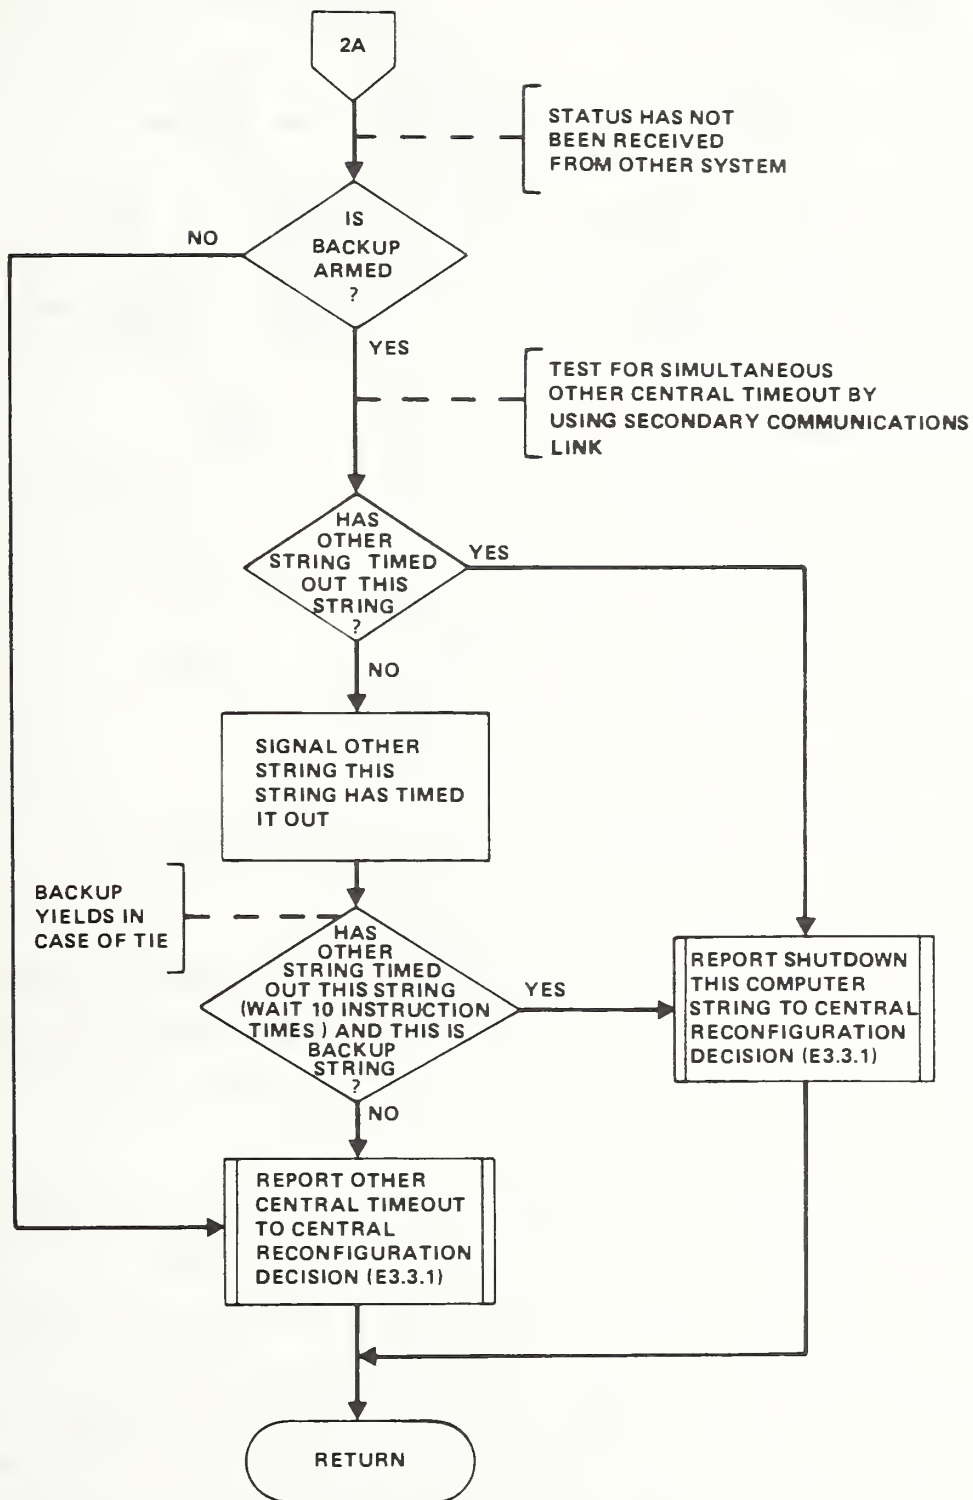 2A
STATUS HAS NOT
BEEN RECEIVED
FROM OTHER SYSTEM
IS
BACKUP
ARMED
?
NO
YES
TEST FOR SIMULTANEOUS
OTHER CENTRAL TIMEOUT BY
USING SECONDARY COMMUNICATIONS
LINK
HAS
OTHER
STRING TIMED
OUT THIS
STRING
?
YES
NO
SIGNAL OTHER
STRING THIS
STRING HAS TIMED
IT OUT
BACKUP
YIELDS IN
CASE OF TIE
HAS
OTHER
STRING TIMED
OUT THIS STRING
(WAIT 10 INSTRUCTION
TIMES) AND THIS IS
BACKUP
STRING
?
YES
NO
REPORT SHUTDOWN
THIS COMPUTER
STRING TO CENTRAL
RECONFIGURATION
DECISION (E3.3.1)
REPORT OTHER
CENTRAL TIMEOUT
TO CENTRAL
RECONFIGURATION
DECISION (E3.3.1)
RETURN